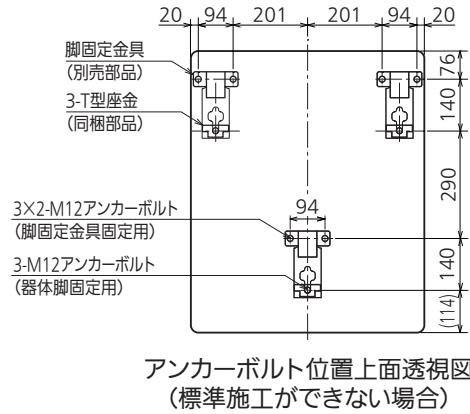 20 94 201 201 94 20
脚固定金具
(別売部品)
76
3-T型座金
(同梱部品)
140
290
3×2-M12アンカーボルト
(脚固定金具固定用)
94
3-M12アンカーボルト
(器体脚固定用)
140
(114)
アンカーボルト位置上面透視図
(標準施工ができない場合)